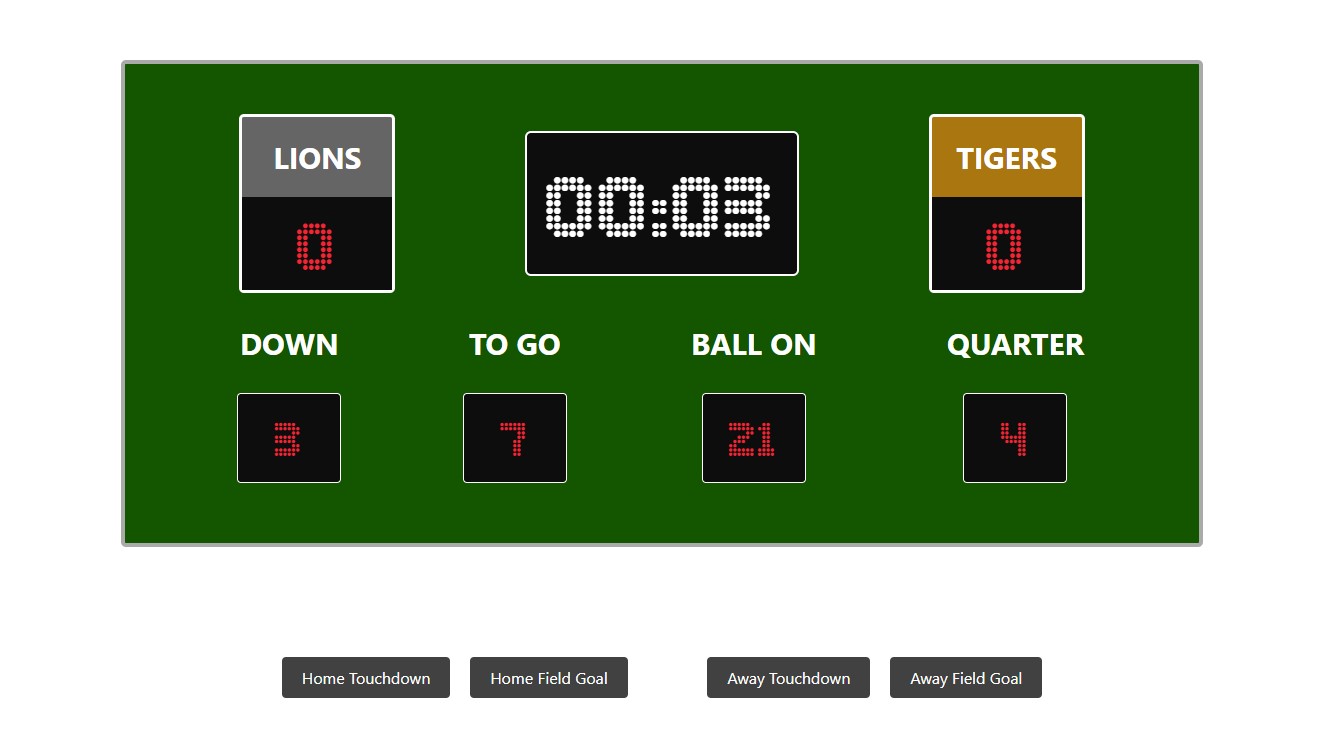 LIONS
00:03
TIGERS
0
0
DOWN
TO GO
BALL ON
QUARTER
3
7
21
4
Home Touchdown
Home Field Goal
Away Touchdown
Away Field Goal